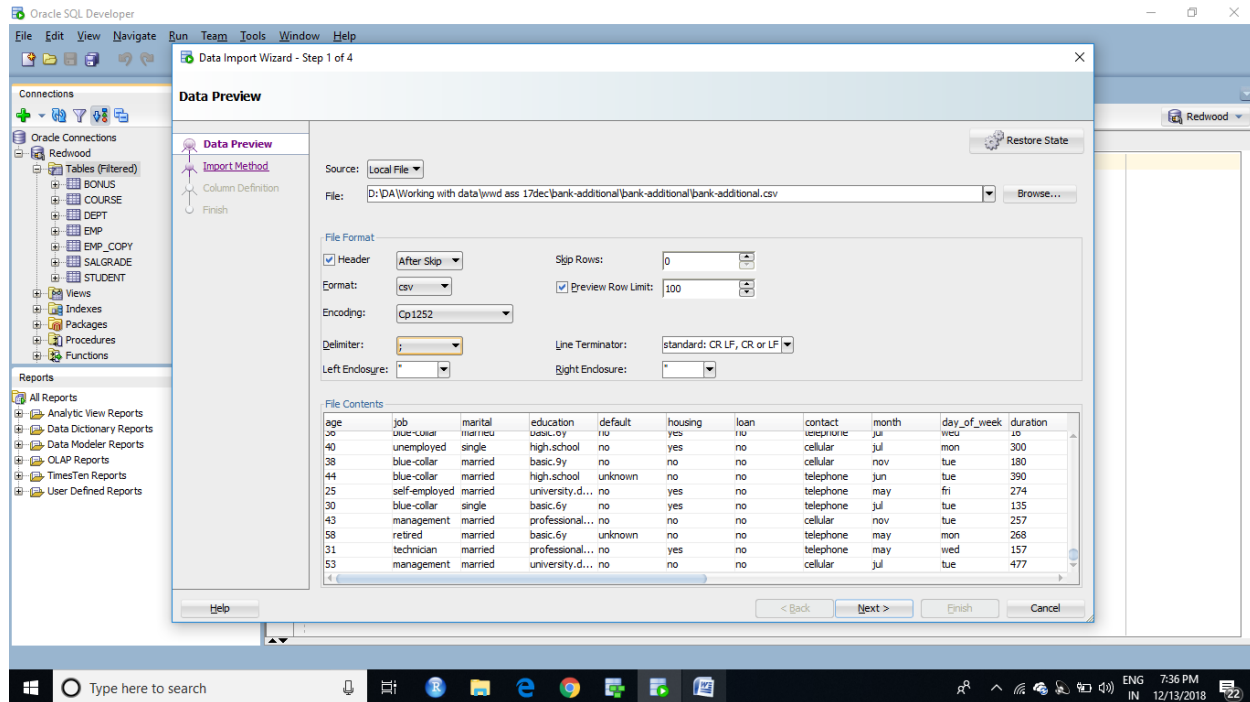 Oracle SQL Developer
File Edit View Navigate Run Team Tools Window Help
Data Import Wizard - Step 1 of 4
Connections
Oracle Connections
Redwood
Tables (Filtered)
BONUS
COURSE
DEPT
EMP
EMP_COPY
SALGRADE
STUDENT
Views
Indexes
Packages
Procedures
Functions
Reports
All Reports
Analytic View Reports
Data Dictionary Reports
Data Modeler Reports
OLAP Reports
TimesTen Reports
User Defined Reports
Data Preview
Data Preview
Import Method
Column Definition
Finish
Restore State
Source: Local File
File: D:\DA\Working with data\wwd ass 17dec\bank-additional\bank-additional\bank-additional.csv Browse...
File Format
Header After Skip Skip Rows: 0
Format: csv Preview Row Limit: 100
Encoding: Cp1252
Delimiter: ; Line Terminator: standard: CR LF, CR or LF
Left Enclosure: " Right Enclosure: "
File Contents
age job marital education default housing loan contact month day_of_week duration
36 blue-collar married basic.6y no yes no telephone jul wed 16
40 unemployed single high.school no yes no cellular jul mon 300
38 blue-collar married basic.9y no no no cellular nov tue 180
44 blue-collar married high.school unknown no no telephone jun tue 390
25 self-employed married university.d... no yes no telephone may fri 274
30 blue-collar single basic.6y no yes no telephone jul tue 135
43 management married professional... no no no cellular nov tue 257
58 retired married basic.6y unknown no no telephone may mon 268
31 technician married professional... no yes no telephone may wed 157
53 management married university.d... no no no cellular jul tue 477
Help < Back Next > Finish Cancel
Redwood
Type here to search
ENG 7:36 PM
IN 12/13/2018
22